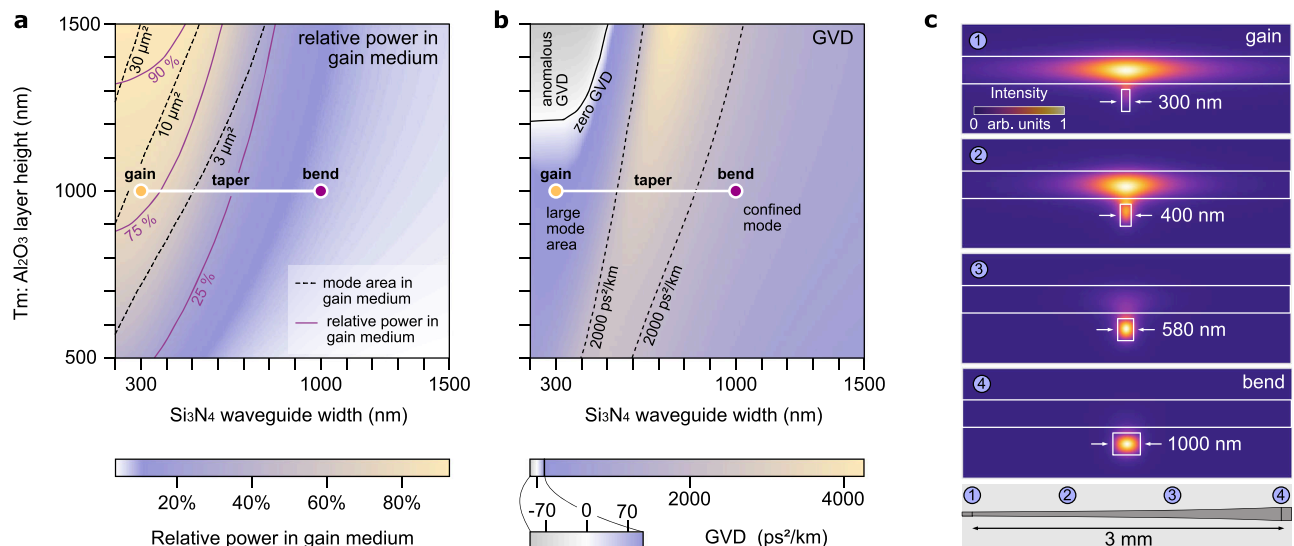 a
1500
1000
500
Tm: Al₂O₃ layer height (nm)
relative power in
gain medium
30 µm²
90 %
10 µm²
3 µm²
gain
taper
bend
75 %
25 %
mode area in
gain medium
relative power in
gain medium
300
1000
1500
Si₃N₄ waveguide width (nm)
20%
40%
60%
80%
Relative power in gain medium
b
GVD
anomalous
GVD
zero GVD
gain
taper
bend
large
mode
area
confined
mode
2000 ps²/km
2000 ps²/km
300
1000
1500
Si₃N₄ waveguide width (nm)
2000
4000
-70
0
70
GVD (ps²/km)
c
1
gain
Intensity
0 arb. units 1
300 nm
2
400 nm
3
580 nm
4
bend
1000 nm
1
2
3
4
3 mm